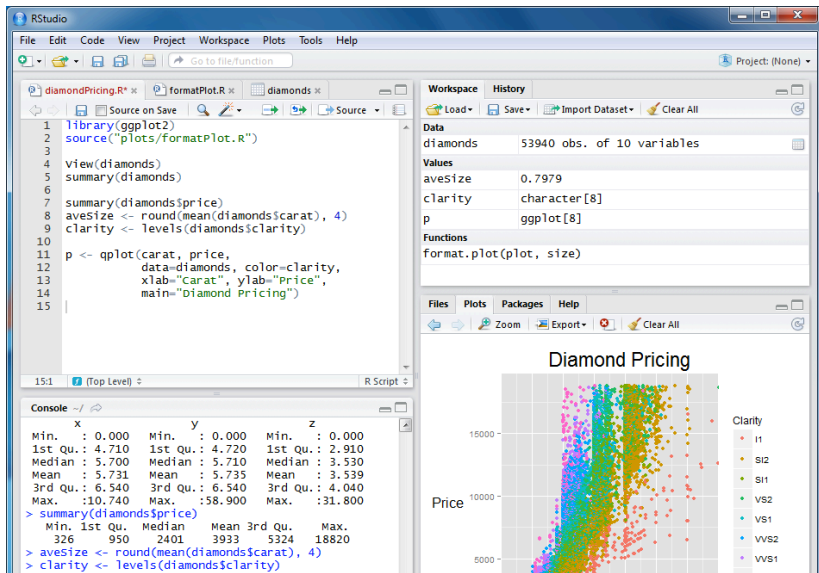 RStudio
File Edit Code View Project Workspace Plots Tools Help
Go to file/function
Project: (None)
diamondPricing.R* formatPlot.R diamonds
Source on Save Source
1 library(ggplot2)
2 source("plots/formatPlot.R")
3
4 View(diamonds)
5 summary(diamonds)
6
7 summary(diamonds$price)
8 aveSize <- round(mean(diamonds$carat), 4)
9 clarity <- levels(diamonds$clarity)
10
11 p <- qplot(carat, price,
12 data=diamonds, color=clarity,
13 xlab="Carat", ylab="Price",
14 main="Diamond Pricing")
15
15:1 (Top Level) R Script
Console ~/
x y z
Min. : 0.000 Min. : 0.000 Min. : 0.000
1st Qu.: 4.710 1st Qu.: 4.720 1st Qu.: 2.910
Median : 5.700 Median : 5.710 Median : 3.530
Mean : 5.731 Mean : 5.735 Mean : 3.539
3rd Qu.: 6.540 3rd Qu.: 6.540 3rd Qu.: 4.040
Max. :10.740 Max. :58.900 Max. :31.800
> summary(diamonds$price)
Min. 1st Qu. Median Mean 3rd Qu. Max.
326 950 2401 3933 5324 18820
> aveSize <- round(mean(diamonds$carat), 4)
> clarity <- levels(diamonds$clarity)
Workspace History
Load Save Import Dataset Clear All
Data
diamonds 53940 obs. of 10 variables
Values
aveSize 0.7979
clarity character[8]
p ggplot[8]
Functions
format.plot(plot, size)
Files Plots Packages Help
Zoom Export Clear All
Diamond Pricing
Price
15000
10000
5000
Clarity
I1
SI2
SI1
VS2
VS1
VVS2
VVS1